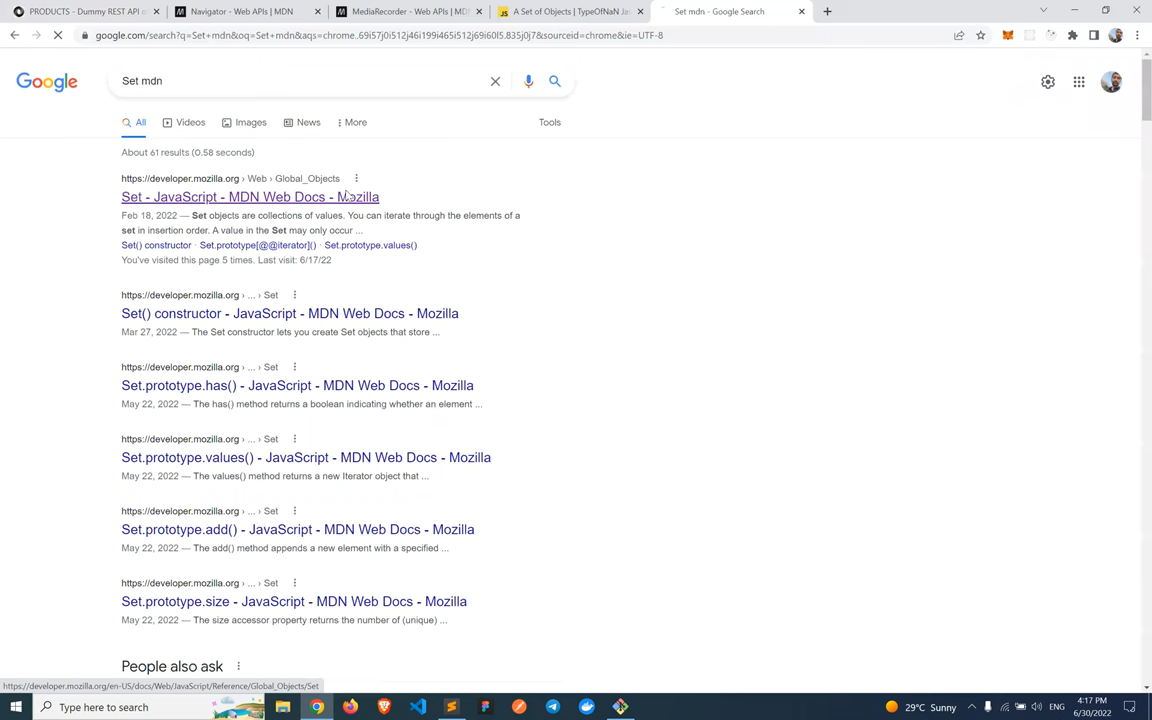 PRODUCTS - Dummy REST API o
Navigator - Web APIs | MDN
MediaRecorder - Web APIs | MDN
A Set of Objects | TypeOfNaN Ja
Set mdn - Google Search
google.com/search?q=Set+mdn&oq=Set+mdn&aqs=chrome..69i57j0i512j46i199i465i512j69i60l5.835j0j7&sourceid=chrome&ie=UTF-8
Google
Set mdn
All
Videos
Images
News
More
Tools
About 61 results (0.58 seconds)
https://developer.mozilla.org › Web › Global_Objects
Set - JavaScript - MDN Web Docs - Mozilla
Feb 18, 2022 — Set objects are collections of values. You can iterate through the elements of a
set in insertion order. A value in the Set may only occur ...
Set() constructor · Set.prototype[@@iterator]() · Set.prototype.values()
You've visited this page 5 times. Last visit: 6/17/22
https://developer.mozilla.org › ... › Set
Set() constructor - JavaScript - MDN Web Docs - Mozilla
Mar 27, 2022 — The Set constructor lets you create Set objects that store ...
https://developer.mozilla.org › ... › Set
Set.prototype.has() - JavaScript - MDN Web Docs - Mozilla
May 22, 2022 — The has() method returns a boolean indicating whether an element ...
https://developer.mozilla.org › ... › Set
Set.prototype.values() - JavaScript - MDN Web Docs - Mozilla
May 22, 2022 — The values() method returns a new Iterator object that ...
https://developer.mozilla.org › ... › Set
Set.prototype.add() - JavaScript - MDN Web Docs - Mozilla
May 22, 2022 — The add() method appends a new element with a specified ...
https://developer.mozilla.org › ... › Set
Set.prototype.size - JavaScript - MDN Web Docs - Mozilla
May 22, 2022 — The size accessor property returns the number of (unique) ...
People also ask
https://developer.mozilla.org/en-US/docs/Web/JavaScript/Reference/Global_Objects/Set
Type here to search
29°C Sunny
ENG
4:17 PM
6/30/2022